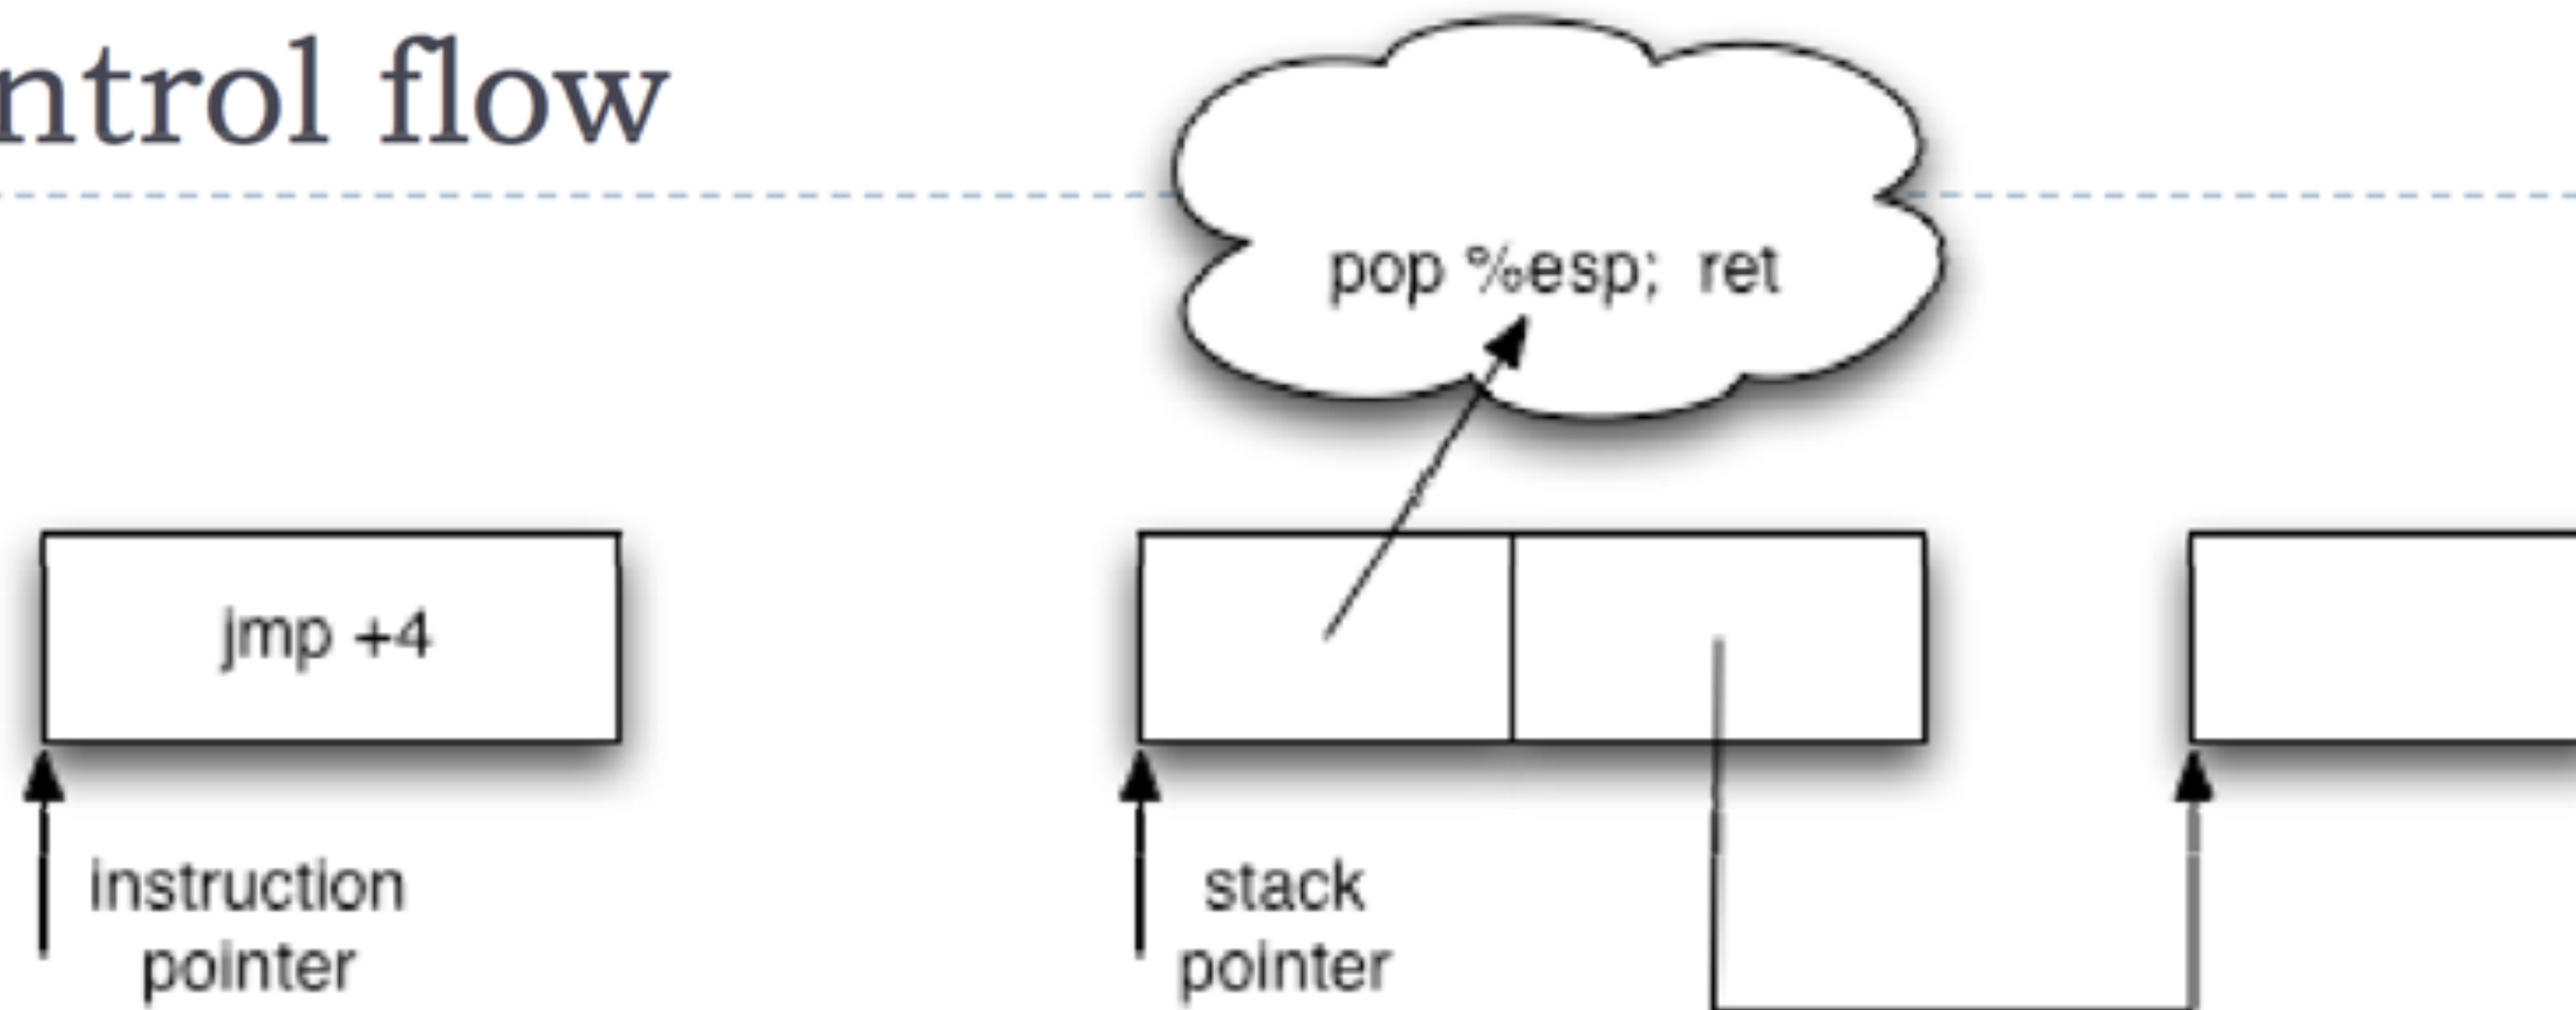 ntrol flow
pop %esp; ret
jmp +4
instruction
pointer
stack
pointer